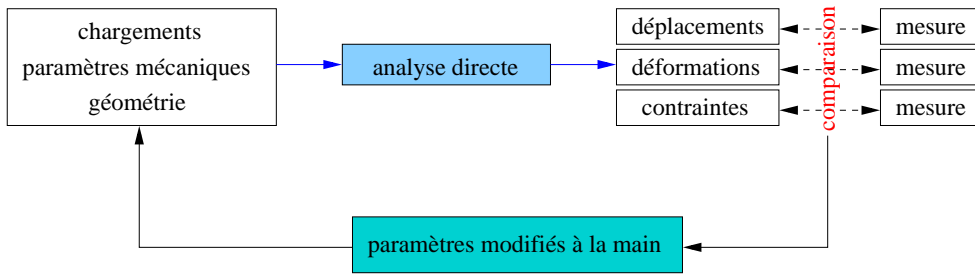 chargements
paramètres mécaniques
géométrie
analyse directe
déplacements
déformations
contraintes
comparaison
mesure
mesure
mesure
paramètres modifiés à la main